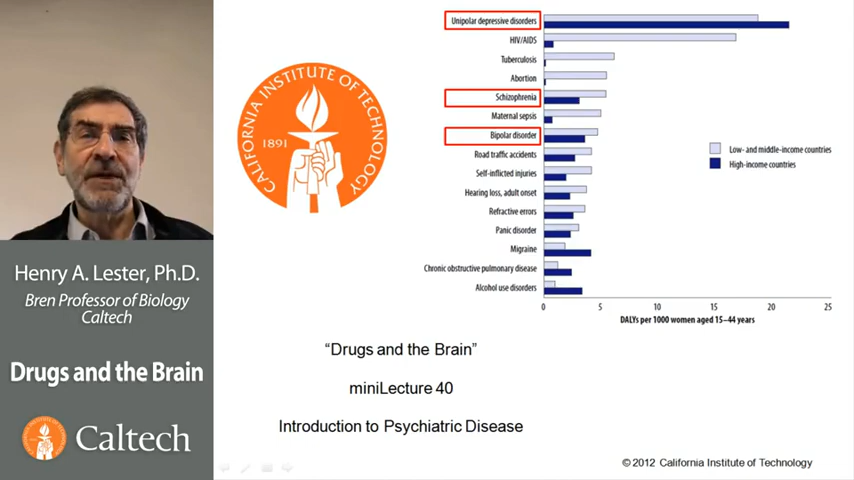 Henry A. Lester, Ph.D.
Bren Professor of Biology
Caltech
Drugs and the Brain
Caltech
CALIFORNIA INSTITUTE OF TECHNOLOGY
1891
Unipolar depressive disorders
HIV/AIDS
Tuberculosis
Abortion
Schizophrenia
Maternal sepsis
Bipolar disorder
Road traffic accidents
Self-inflicted injuries
Hearing loss, adult onset
Refractive errors
Panic disorder
Migraine
Chronic obstructive pulmonary disease
Alcohol use disorders
Low- and middle-income countries
High-income countries
0 5 10 15 20 25
DALYs per 1000 women aged 15–44 years
“Drugs and the Brain”
miniLecture 40
Introduction to Psychiatric Disease
© 2012 California Institute of Technology